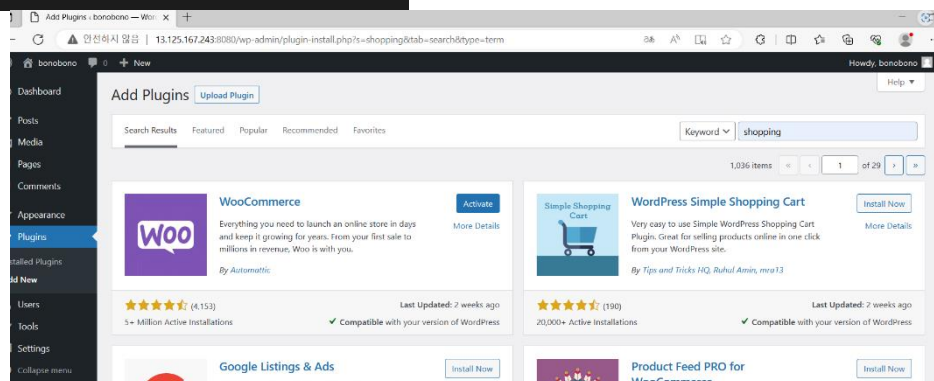 Add Plugins ‹ bonobono — Wor
안전하지 않음 | 13.125.167.243:8080/wp-admin/plugin-install.php?s=shopping&tab=search&type=term
bonobono 0 + New Howdy, bonobono
Help ▼
Dashboard
Posts
Media
Pages
Comments
Appearance
Plugins
Users
Tools
Settings
Collapse menu
Add Plugins Upload Plugin
Search Results Featured Popular Recommended Favorites Keyword shopping
1,036 items « ‹ 1 of 29 › »
WOO
WooCommerce
Activate
More Details
Everything you need to launch an online store in days
and keep it growing for years. From your first sale to
millions in revenue, Woo is with you.
By Automattic
(4,153)
5+ Million Active Installations
Last Updated: 2 weeks ago
✔ Compatible with your version of WordPress
Simple Shopping
Cart
WordPress Simple Shopping Cart
Install Now
More Details
Very easy to use Simple WordPress Shopping Cart
Plugin. Great for selling products online in one click
from your WordPress site.
By Tips and Tricks HQ, Ruhul Amin, mra13
(190)
20,000+ Active Installations
Last Updated: 2 weeks ago
✔ Compatible with your version of WordPress
Google Listings & Ads
Install Now
Product Feed PRO for
WooCommerce
Install Now